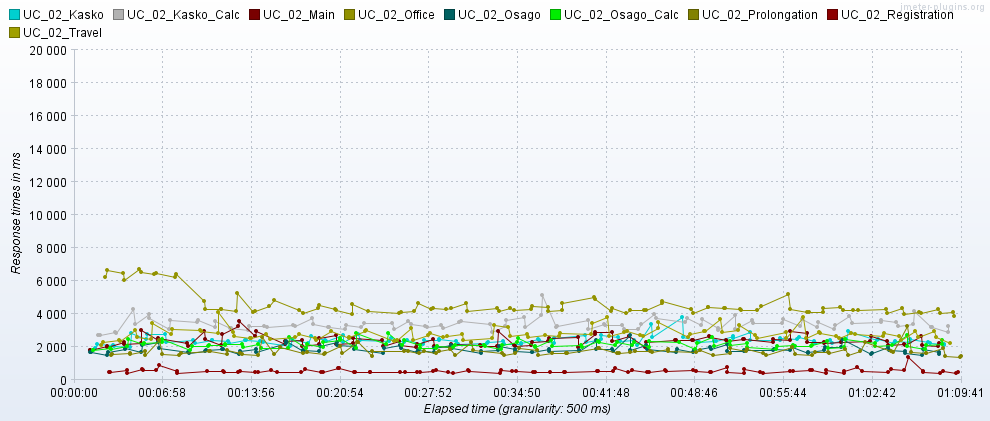 UC_02_Kasko UC_02_Kasko_Calc UC_02_Main UC_02_Office UC_02_Osago UC_02_Osago_Calc UC_02_Prolongation UC_02_Registration
jmeter-plugins.org
UC_02_Travel
20 000
18 000
16 000
14 000
12 000
10 000
8 000
6 000
4 000
2 000
0
Response times in ms
00:00:00 00:06:58 00:13:56 00:20:54 00:27:52 00:34:50 00:41:48 00:48:46 00:55:44 01:02:42 01:09:41
Elapsed time (granularity: 500 ms)